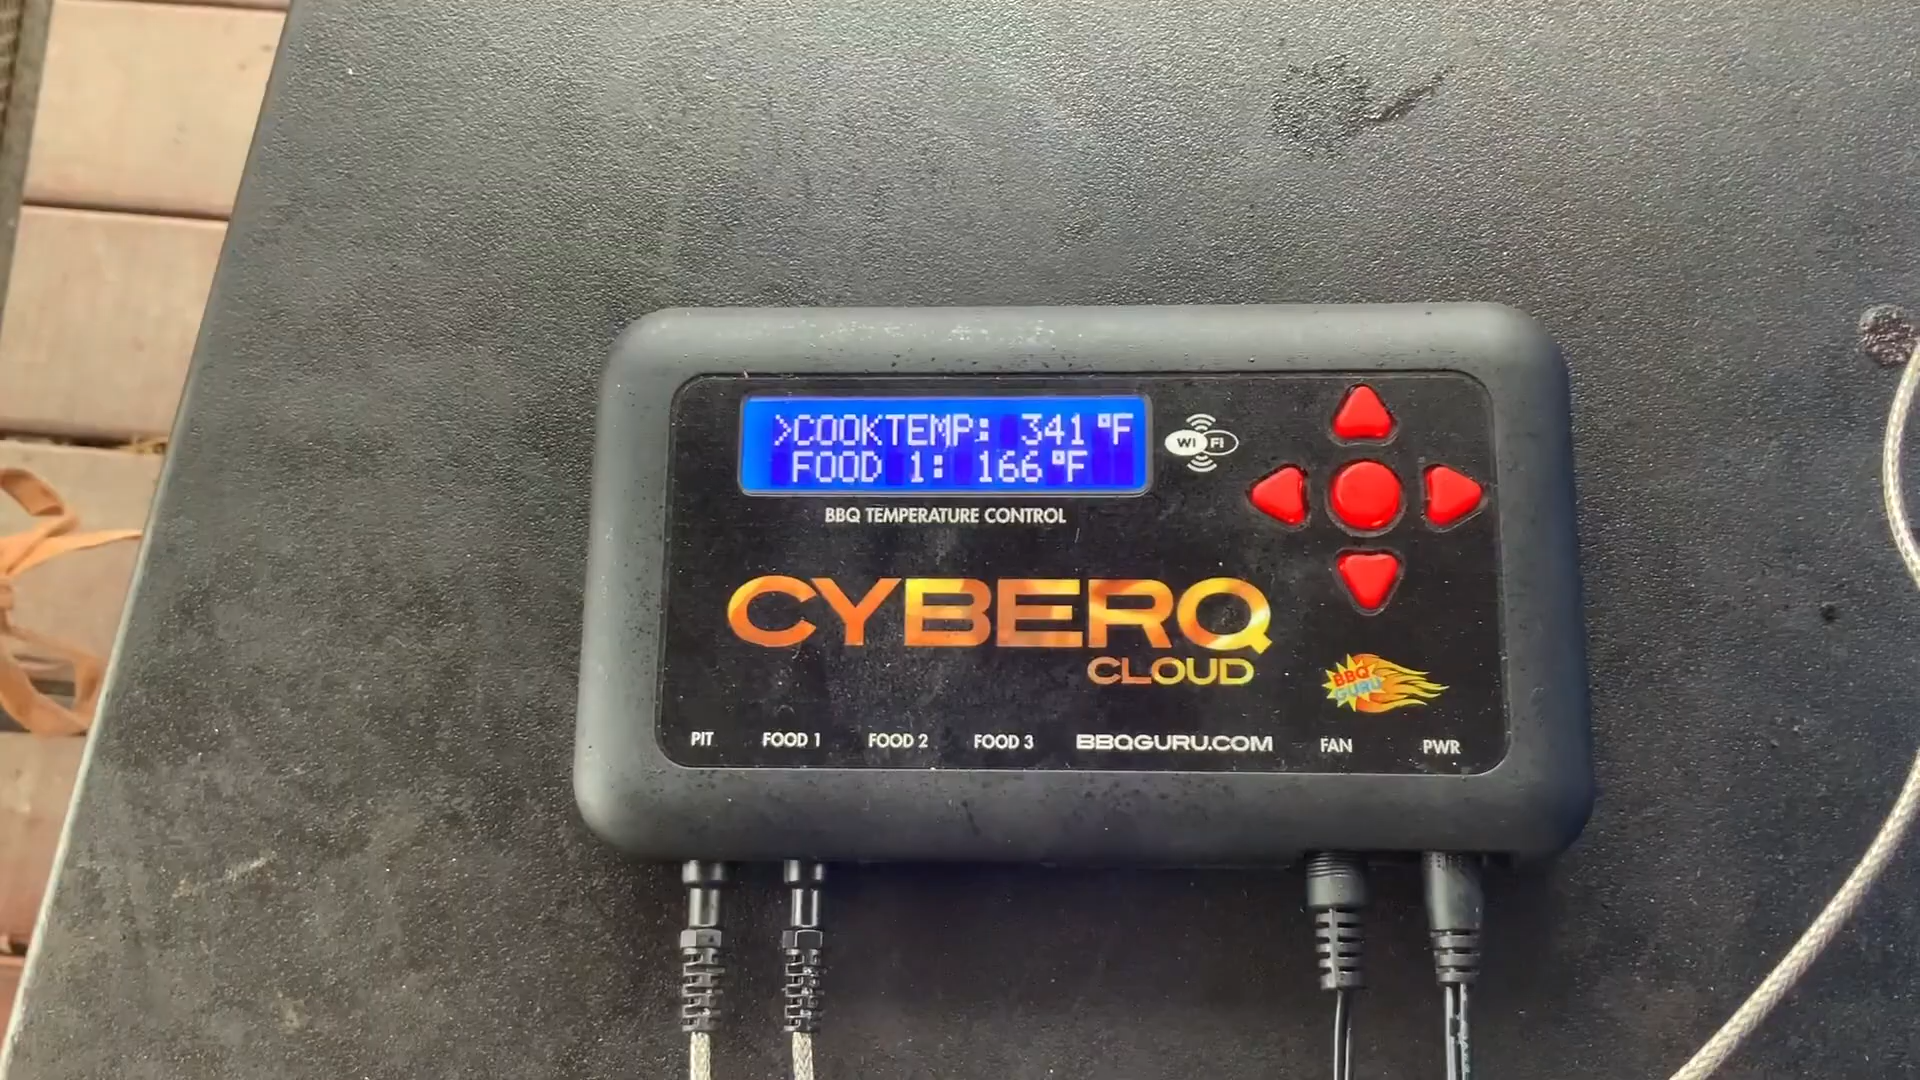 >COOKTEMP: 341°F
FOOD 1: 166°F
WI FI
BBQ TEMPERATURE CONTROL
CYBERQ
CLOUD
BBQ
GURU
PIT FOOD 1 FOOD 2 FOOD 3 BBQGURU.COM FAN PWR